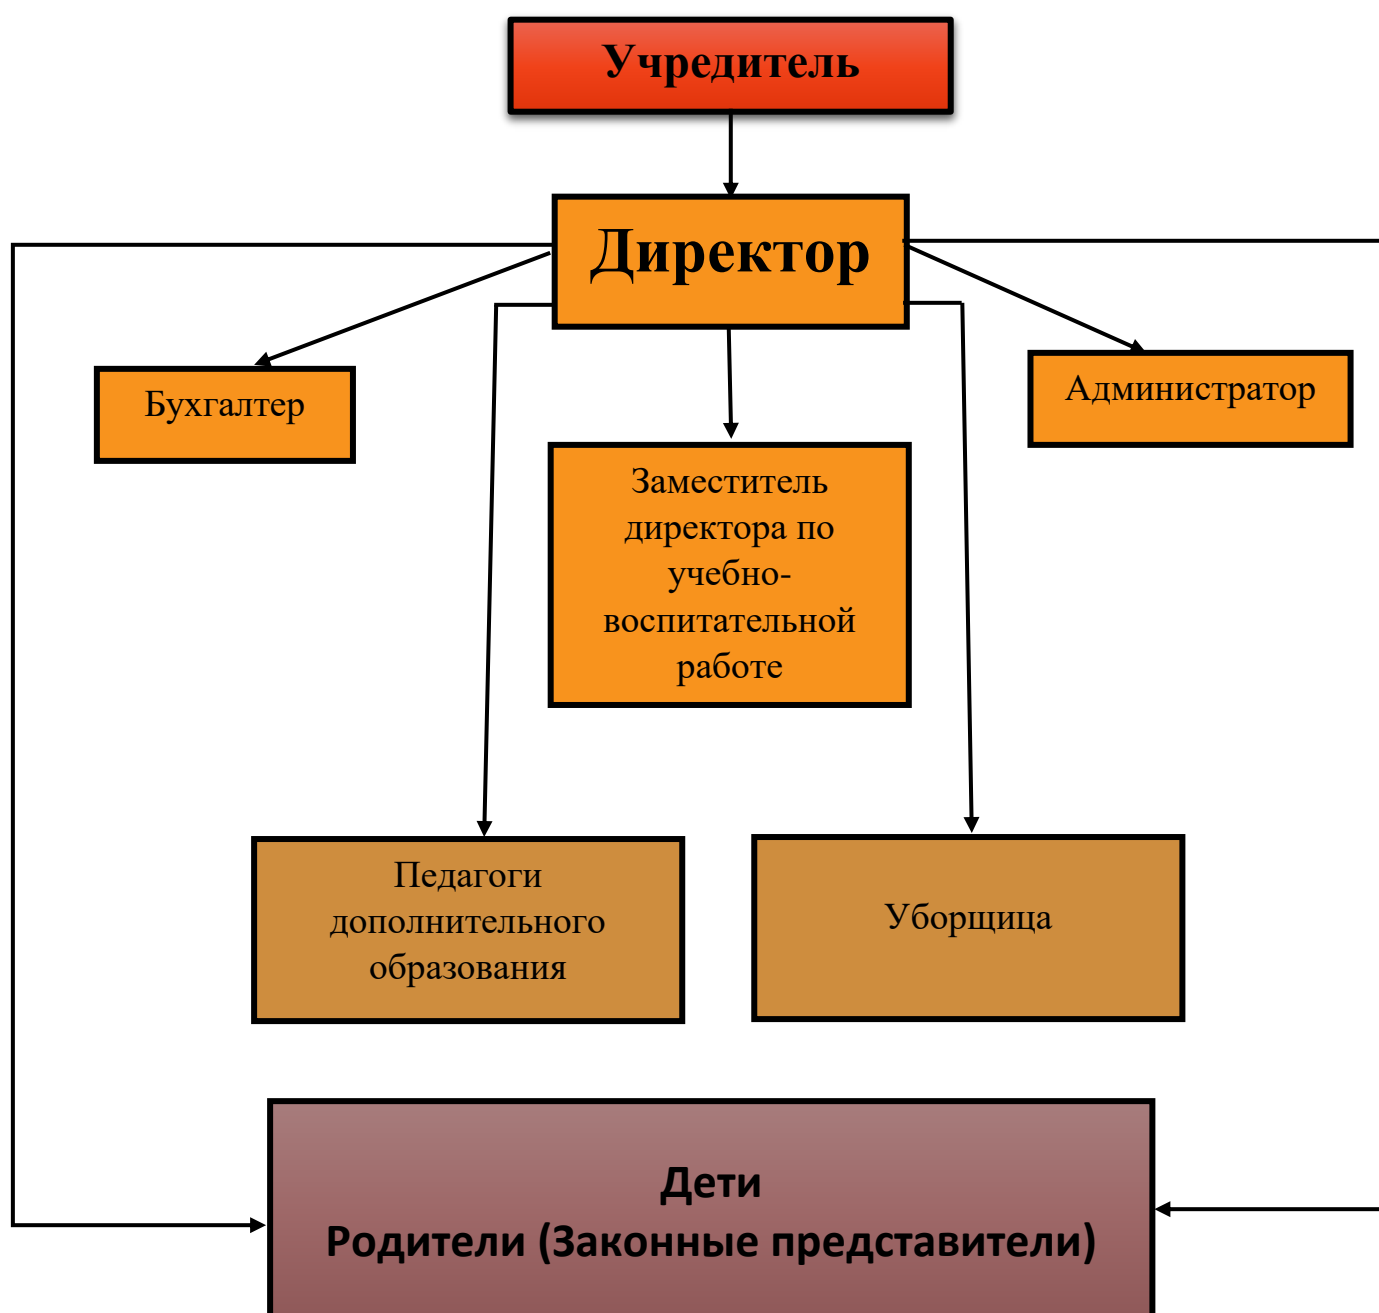 Учредитель
Директор
Бухгалтер
Администратор
Заместитель
директора по
учебно-
воспитательной
работе
Педагоги
дополнительного
образования
Уборщица
Дети
Родители (Законные представители)